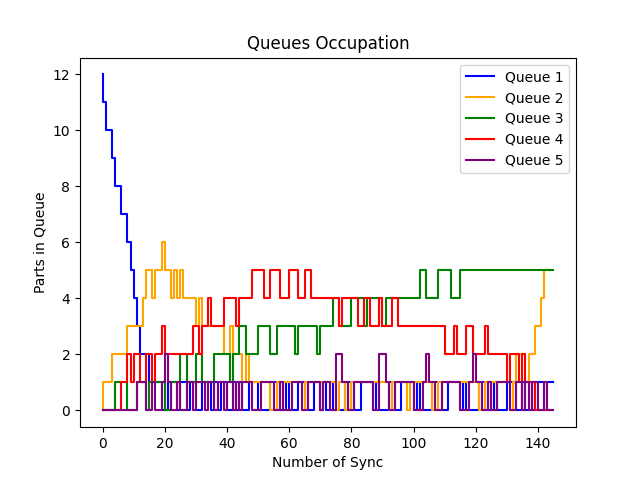 Queues Occupation
Queue 1
Queue 2
Queue 3
Queue 4
Queue 5
Parts in Queue
12
10
8
6
4
2
0
0 20 40 60 80 100 120 140
Number of Sync